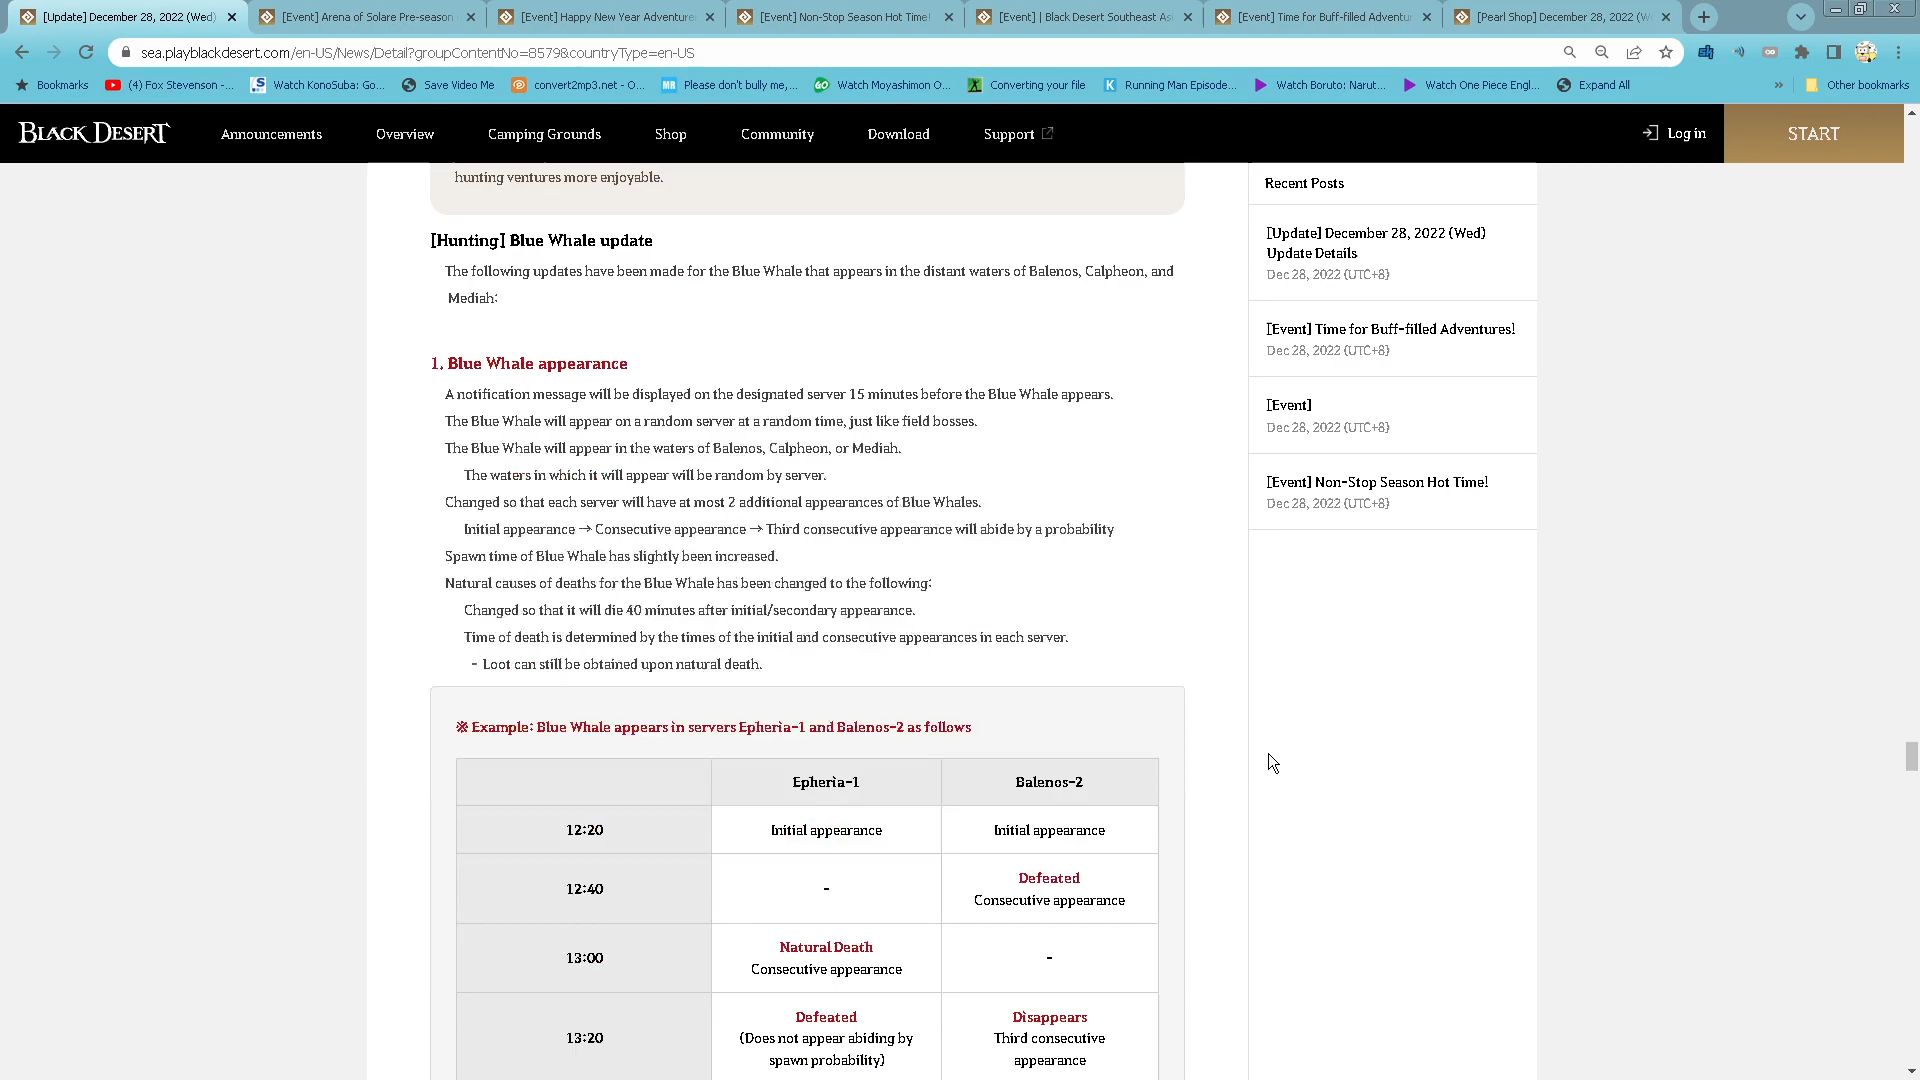 [Update] December 28, 2022 (Wed)
[Event] Arena of Solare Pre-season
[Event] Happy New Year Adventure
[Event] Non-Stop Season Hot Time!
[Event] | Black Desert Southeast Asi
[Event] Time for Buff-filled Adventu
[Pearl Shop] December 28, 2022 (W
sea.playblackdesert.com/en-US/News/Detail?groupContentNo=8579&countryType=en-US
Bookmarks
(4) Fox Stevenson -...
Watch KonoSuba: Go...
Save Video Me
convert2mp3.net - O...
Please don't bully me,...
Watch Moyashimon O...
Converting your file
Running Man Episode...
Watch Boruto: Narut...
Watch One Piece Engl...
Expand All
Other bookmarks
BLACK DESERT
Announcements
Overview
Camping Grounds
Shop
Community
Download
Support
Log in
START
hunting ventures more enjoyable.
[Hunting] Blue Whale update
The following updates have been made for the Blue Whale that appears in the distant waters of Balenos, Calpheon, and
Mediah:
1. Blue Whale appearance
A notification message will be displayed on the designated server 15 minutes before the Blue Whale appears.
The Blue Whale will appear on a random server at a random time, just like field bosses.
The Blue Whale will appear in the waters of Balenos, Calpheon, or Mediah.
The waters in which it will appear will be random by server.
Changed so that each server will have at most 2 additional appearances of Blue Whales.
Initial appearance → Consecutive appearance → Third consecutive appearance will abide by a probability
Spawn time of Blue Whale has slightly been increased.
Natural causes of deaths for the Blue Whale has been changed to the following:
Changed so that it will die 40 minutes after initial/secondary appearance.
Time of death is determined by the times of the initial and consecutive appearances in each server.
- Loot can still be obtained upon natural death.
※ Example: Blue Whale appears in servers Epheria-1 and Balenos-2 as follows
Epheria-1
Balenos-2
12:20
Initial appearance
Initial appearance
12:40
-
Defeated
Consecutive appearance
13:00
Natural Death
Consecutive appearance
-
13:20
Defeated
(Does not appear abiding by
spawn probability)
Disappears
Third consecutive
appearance
Recent Posts
[Update] December 28, 2022 (Wed)
Update Details
Dec 28, 2022 (UTC+8)
[Event] Time for Buff-filled Adventures!
Dec 28, 2022 (UTC+8)
[Event]
Dec 28, 2022 (UTC+8)
[Event] Non-Stop Season Hot Time!
Dec 28, 2022 (UTC+8)